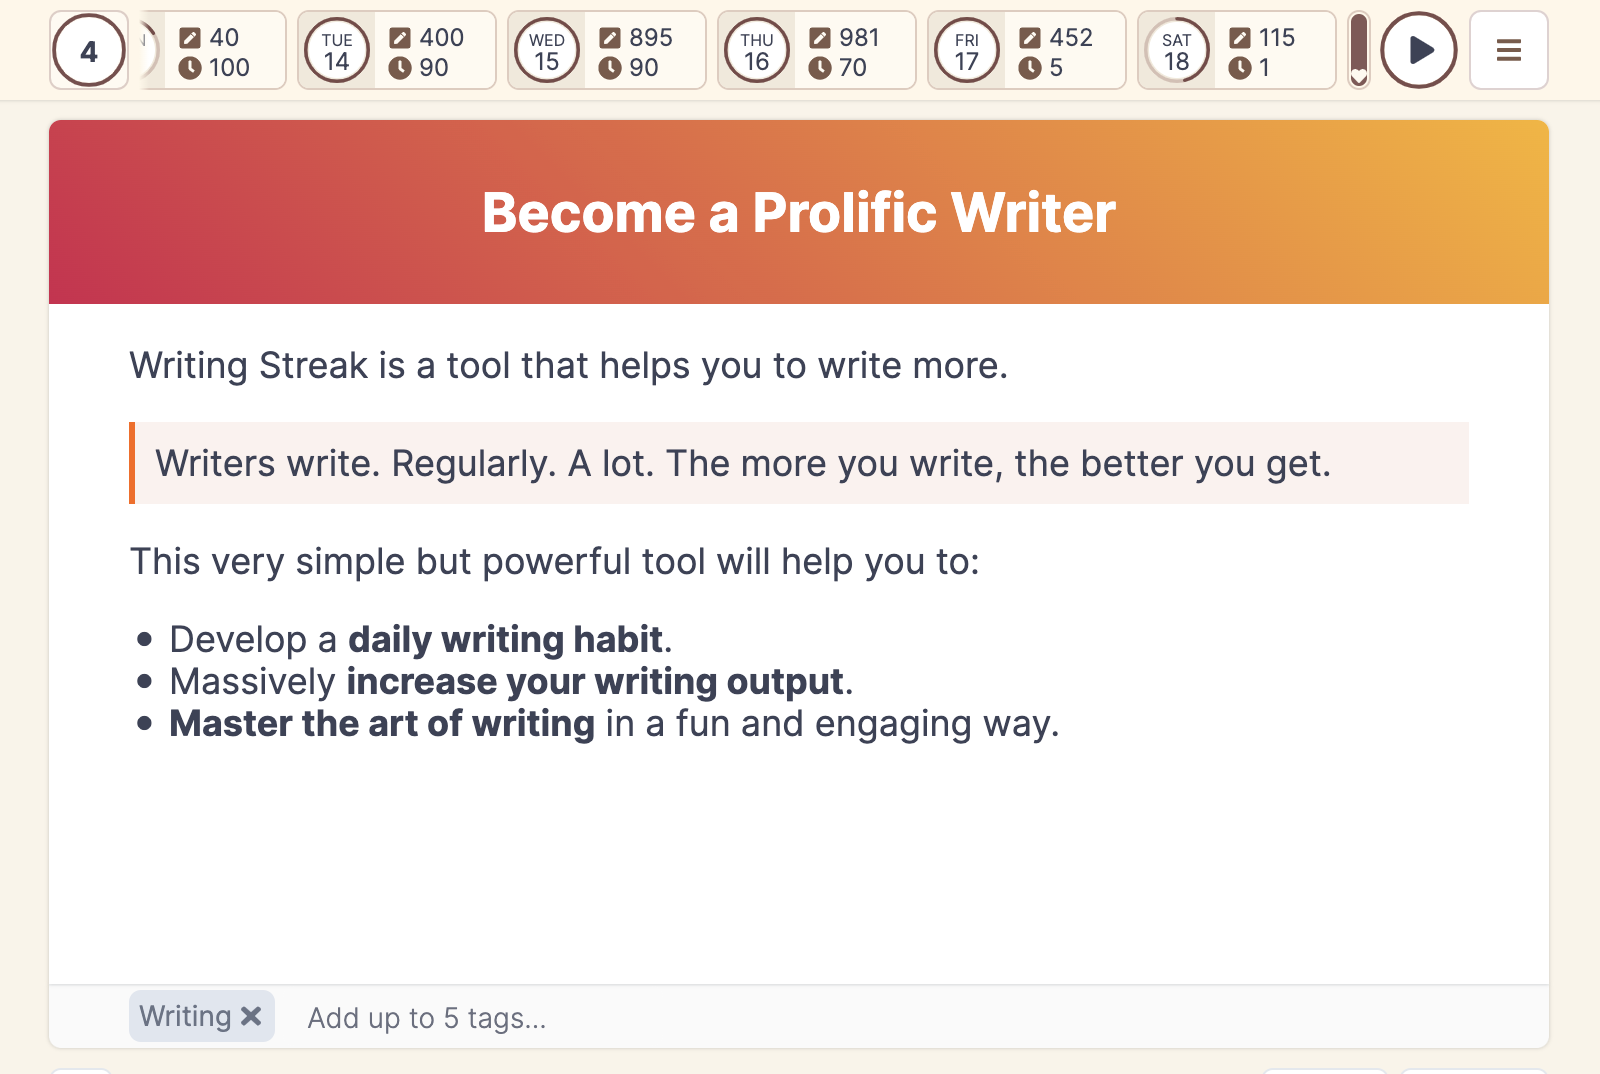 4
40
100
TUE
14
400
90
WED
15
895
90
THU
16
981
70
FRI
17
452
5
SAT
18
115
1
Become a Prolific Writer
Writing Streak is a tool that helps you to write more.
Writers write. Regularly. A lot. The more you write, the better you get.
This very simple but powerful tool will help you to:
Develop a daily writing habit.
Massively increase your writing output.
Master the art of writing in a fun and engaging way.
Writing
Add up to 5 tags...